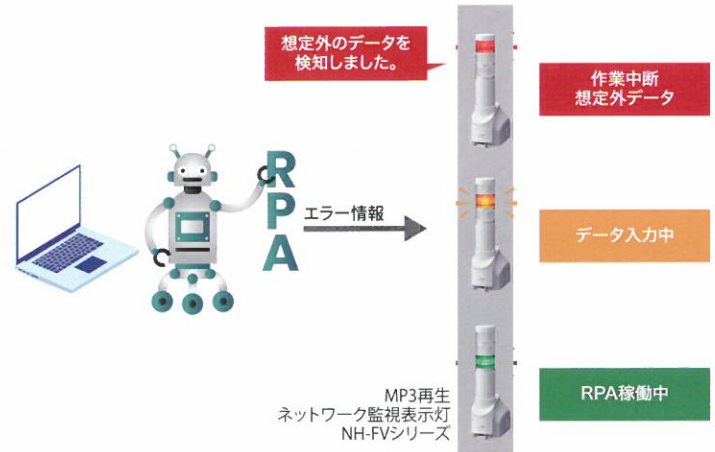 想定外のデータを
検知しました。
作業中断
想定外データ
RPA
エラー情報
データ入力中
MP3再生
ネットワーク監視表示灯
NH-FVシリーズ
RPA稼働中